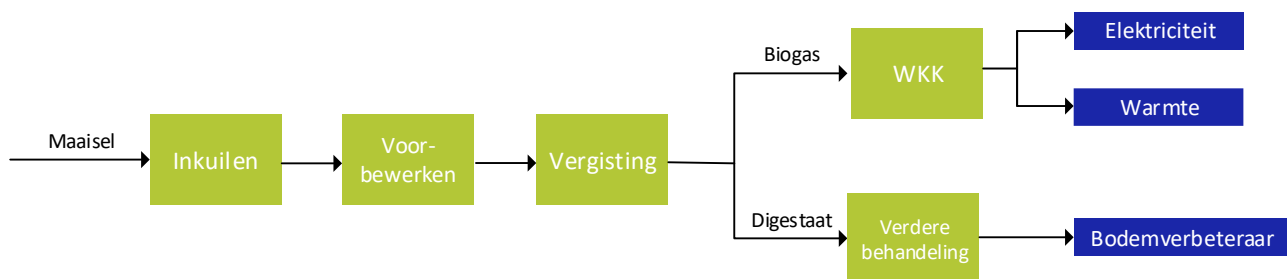 Maaisel
Inkuilen
Voor-
bewerken
Vergisting
Biogas
WKK
Elektriciteit
Warmte
Digestaat
Verdere
behandeling
Bodemverbeteraar